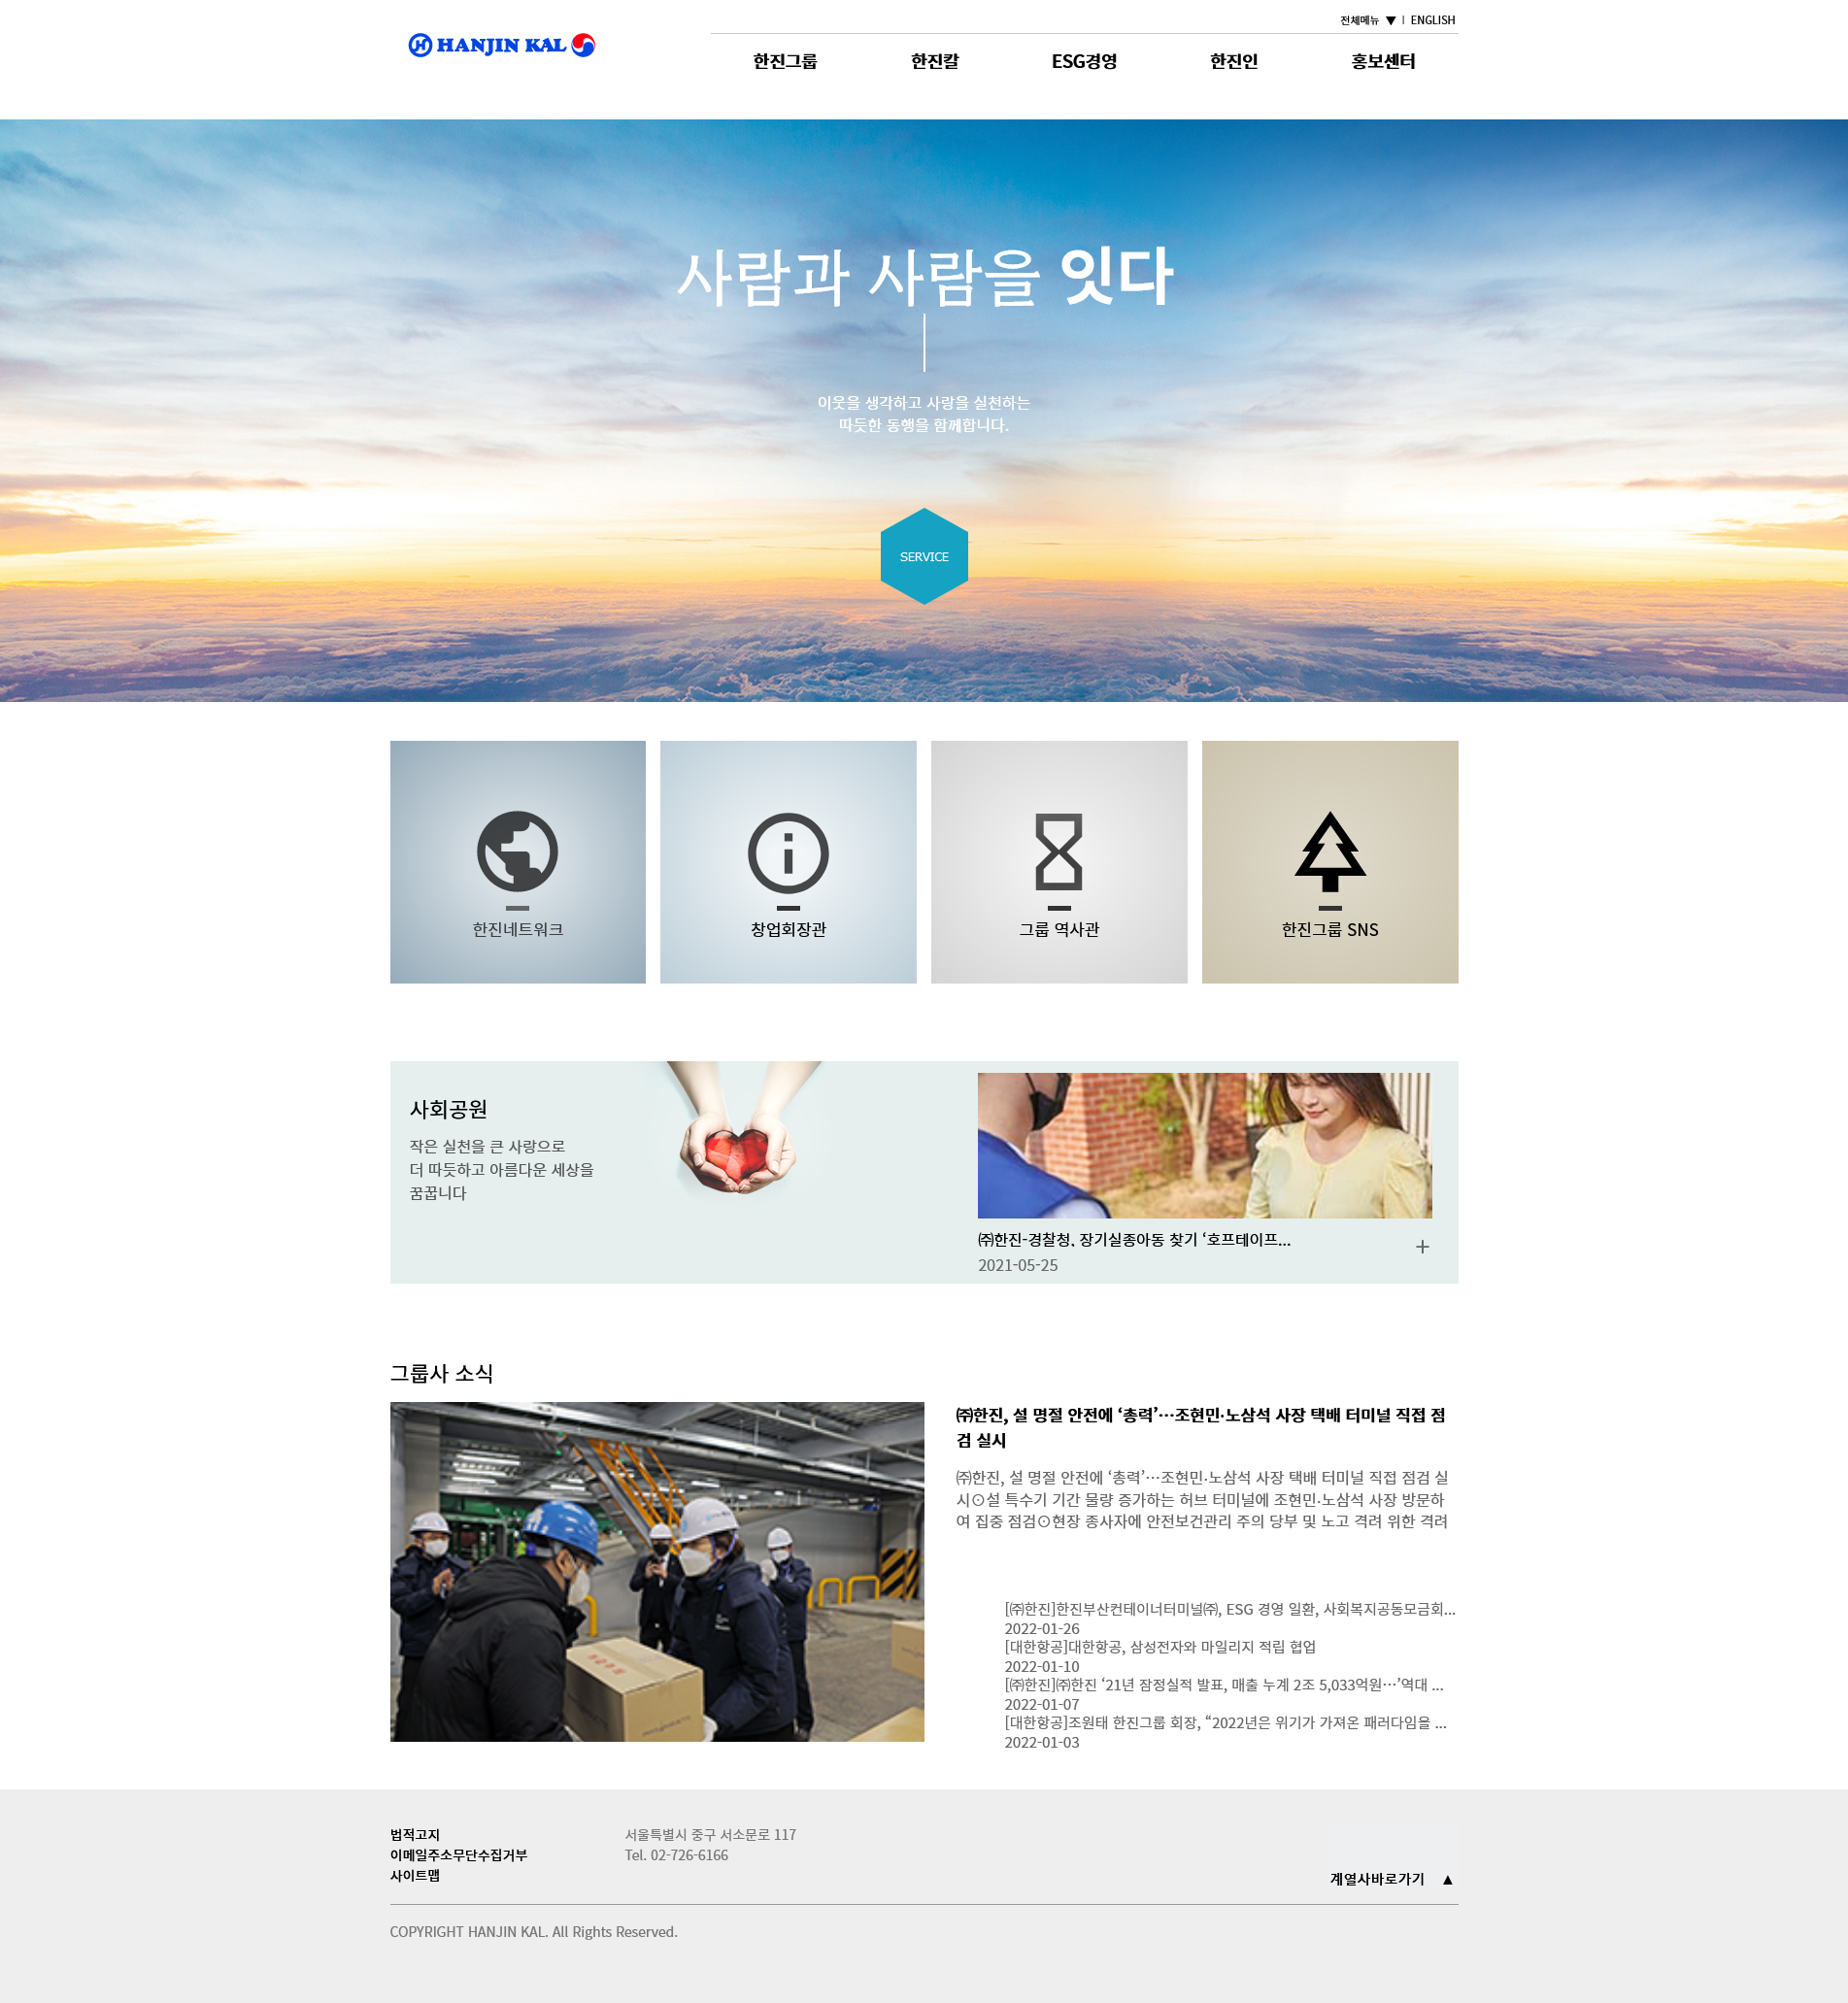 전체메뉴 ▼ | ENGLISH
HANJIN KAL
한진그룹 한진칼 ESG경영 한진인 홍보센터
사람과 사람을 잇다
이웃을 생각하고 사랑을 실천하는
따듯한 동행을 함께합니다.
SERVICE
한진네트워크
창업회장관
그룹 역사관
한진그룹 SNS
사회공원
작은 실천을 큰 사랑으로
더 따듯하고 아름다운 세상을
꿈꿉니다
㈜한진-경찰청, 장기실종아동 찾기 ‘호프테이프...
2021-05-25
그룹사 소식
㈜한진, 설 명절 안전에 ‘총력’…조현민·노삼석 사장 택배 터미널 직접 점
검 실시
㈜한진, 설 명절 안전에 ‘총력’…조현민·노삼석 사장 택배 터미널 직접 점검 실
시⊙설 특수기 기간 물량 증가하는 허브 터미널에 조현민·노삼석 사장 방문하
여 집중 점검⊙현장 종사자에 안전보건관리 주의 당부 및 노고 격려 위한 격려
[㈜한진]한진부산컨테이너터미널㈜, ESG 경영 일환, 사회복지공동모금회...
2022-01-26
[대한항공]대한항공, 삼성전자와 마일리지 적립 협업
2022-01-10
[㈜한진]㈜한진 ‘21년 잠정실적 발표, 매출 누계 2조 5,033억원…’역대 ...
2022-01-07
[대한항공]조원태 한진그룹 회장, “2022년은 위기가 가져온 패러다임을 ...
2022-01-03
법적고지
이메일주소무단수집거부
사이트맵
서울특별시 중구 서소문로 117
Tel. 02-726-6166
계열사바로가기 ▲
COPYRIGHT HANJIN KAL. All Rights Reserved.